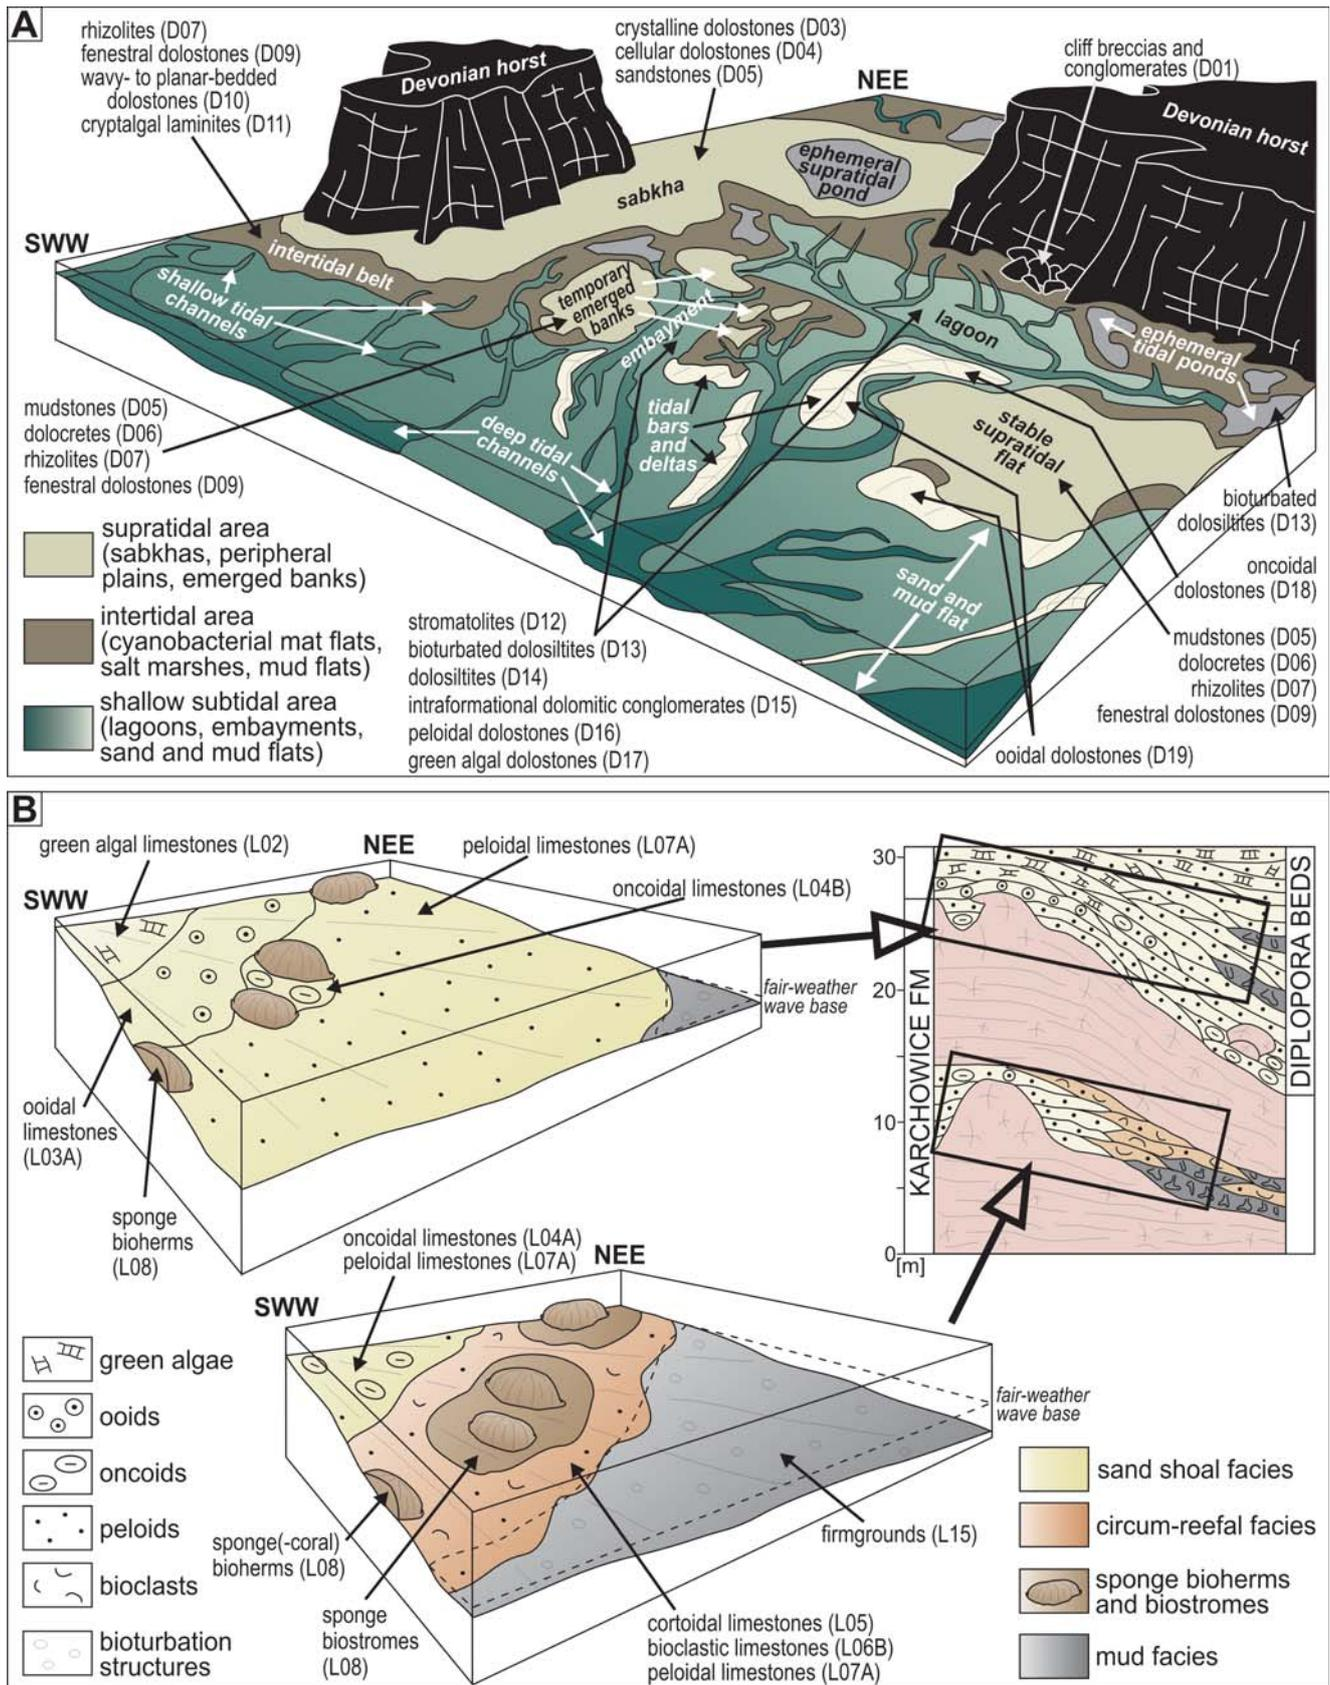 A
rhizolites (D07)
fenestral dolostones (D09)
wavy- to planar-bedded
dolostones (D10)
cryptalgal laminites (D11)
crystalline dolostones (D03)
cellular dolostones (D04)
sandstones (D05)
cliff breccias and
conglomerates (D01)
Devonian horst
NEE
Devonian horst
ephemeral
supratidal
pond
sabkha
SWW
intertidal belt
shallow tidal
channels
temporary
emerged
banks
embayment
lagoon
ephemeral
tidal ponds
mudstones (D05)
dolocretes (D06)
rhizolites (D07)
fenestral dolostones (D09)
deep tidal
channels
tidal
bars
and
deltas
stable
supratidal
flat
bioturbated
dolosiltites (D13)
oncoidal
dolostones (D18)
supratidal area
(sabkhas, peripheral
plains, emerged banks)
sand and
mud flat
intertidal area
(cyanobacterial mat flats,
salt marshes, mud flats)
stromatolites (D12)
bioturbated dolosiltites (D13)
dolosiltites (D14)
intraformational dolomitic conglomerates (D15)
peloidal dolostones (D16)
green algal dolostones (D17)
mudstones (D05)
dolocretes (D06)
rhizolites (D07)
fenestral dolostones (D09)
shallow subtidal area
(lagoons, embayments,
sand and mud flats)
ooidal dolostones (D19)
B
green algal limestones (L02)
NEE
peloidal limestones (L07A)
oncoidal limestones (L04B)
SWW
fair-weather
wave base
ooidal
limestones
(L03A)
sponge
bioherms
(L08)
30
20
10
0
[m]
KARCHOWICE FM
DIPLOPORA BEDS
oncoidal limestones (L04A)
peloidal limestones (L07A)
NEE
SWW
fair-weather
wave base
green algae
ooids
oncoids
peloids
bioclasts
bioturbation
structures
sponge(-coral)
bioherms (L08)
sponge
biostromes
(L08)
firmgrounds (L15)
cortoidal limestones (L05)
bioclastic limestones (L06B)
peloidal limestones (L07A)
sand shoal facies
circum-reefal facies
sponge bioherms
and biostromes
mud facies